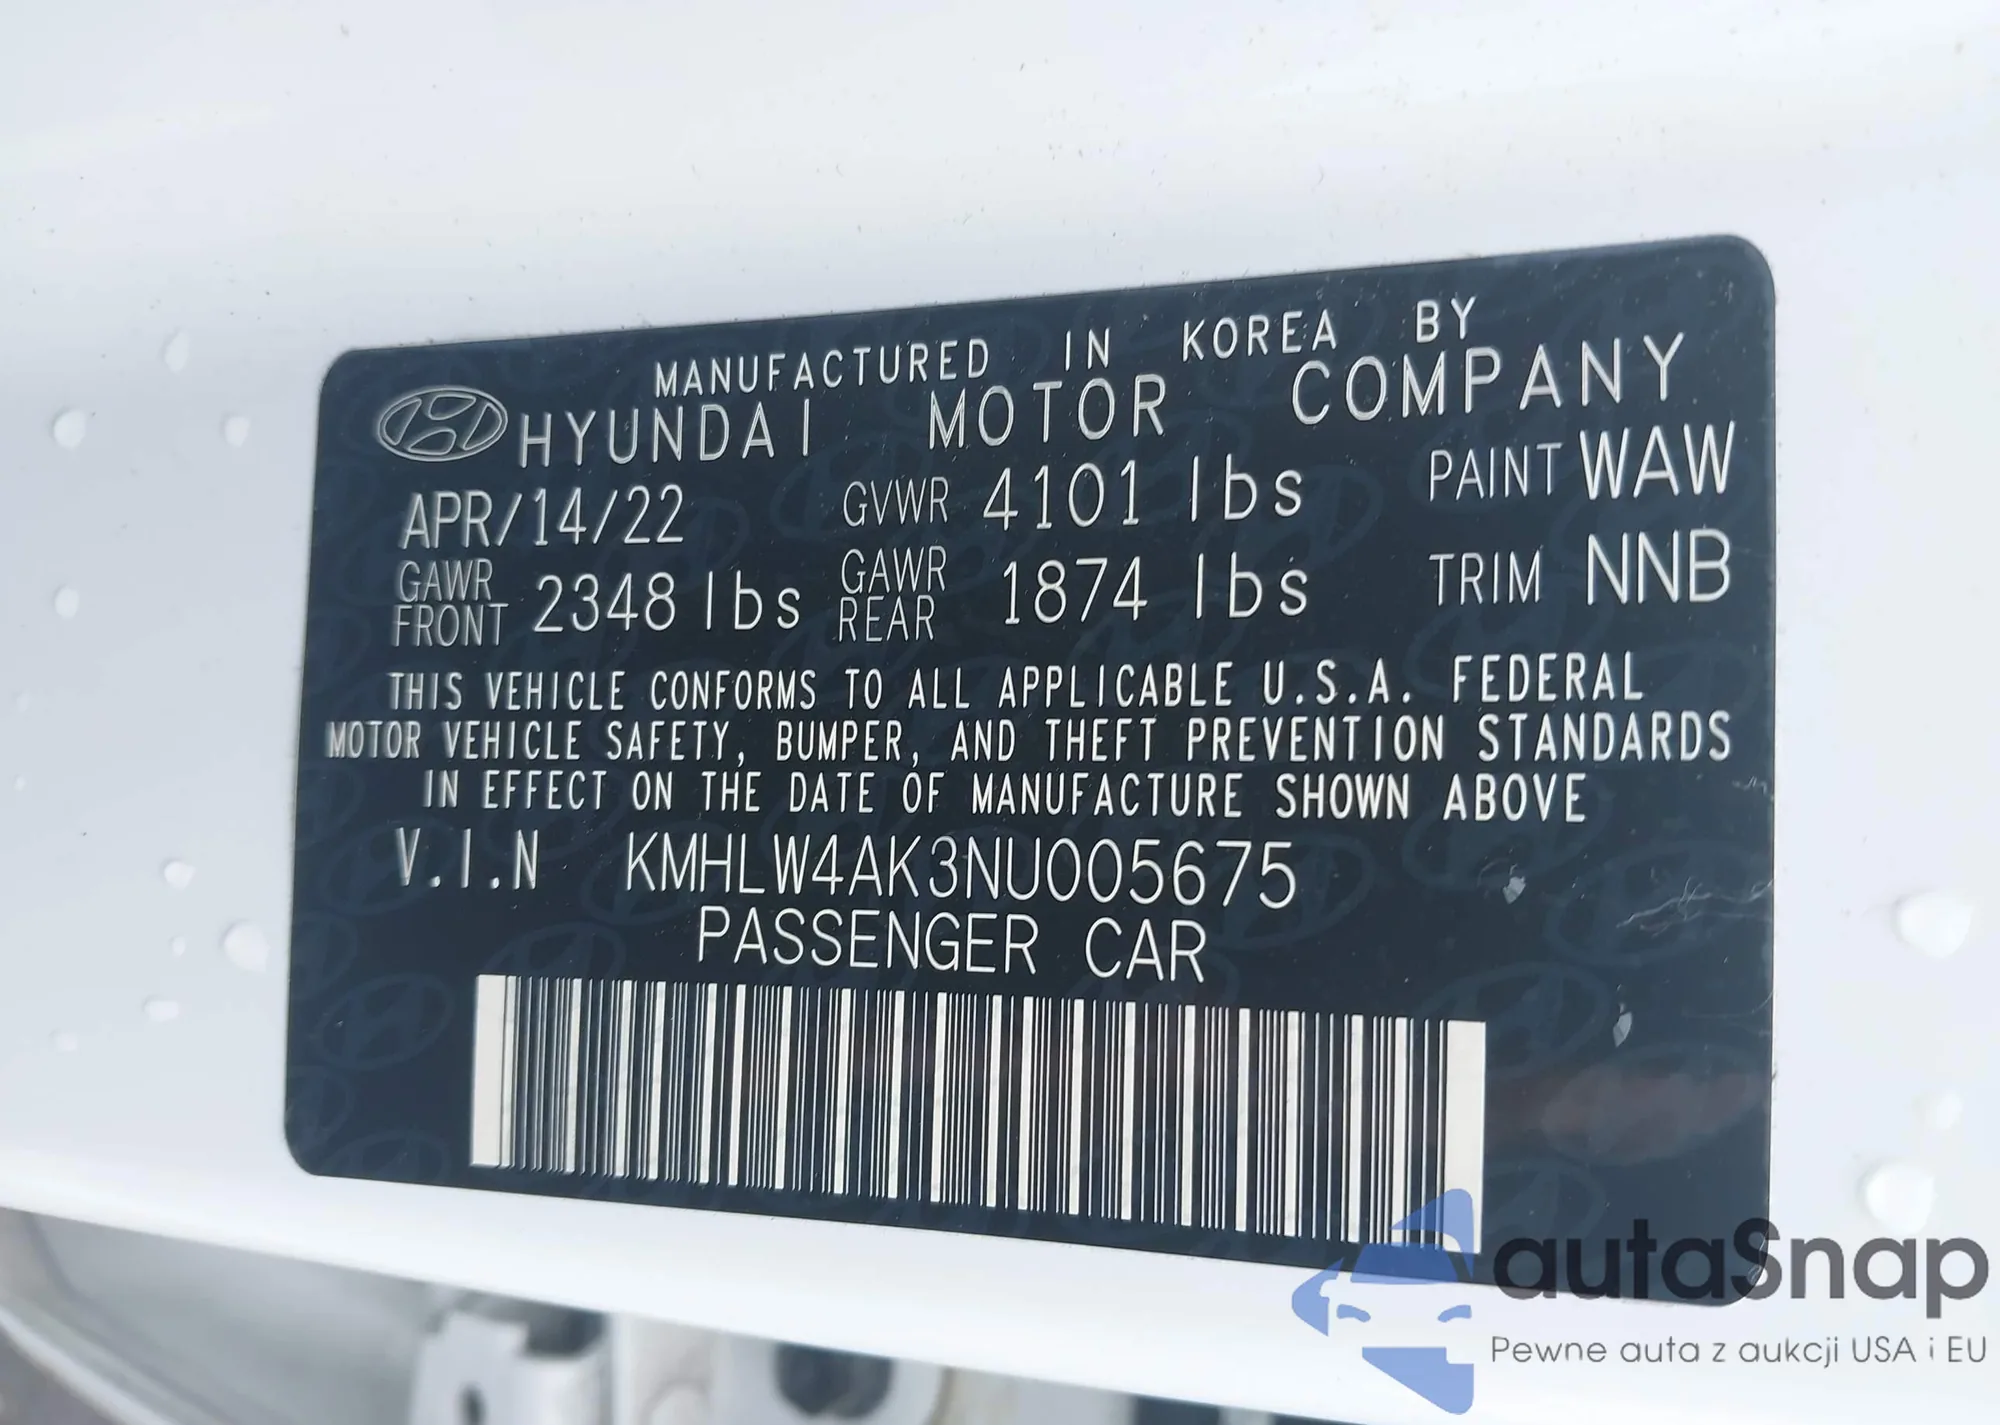 MANUFACTURED IN KOREA BY
HYUNDAI MOTOR COMPANY
APR/14/22 GVWR 4101 lbs PAINT WAW
GAWR FRONT 2348 lbs GAWR REAR 1874 lbs TRIM NNB
THIS VEHICLE CONFORMS TO ALL APPLICABLE U.S.A. FEDERAL
MOTOR VEHICLE SAFETY, BUMPER, AND THEFT PREVENTION STANDARDS
IN EFFECT ON THE DATE OF MANUFACTURE SHOWN ABOVE
V.I.N KMHLW4AK3NU005675
PASSENGER CAR
autaSnap
Pewne auta z aukcji USA i EU